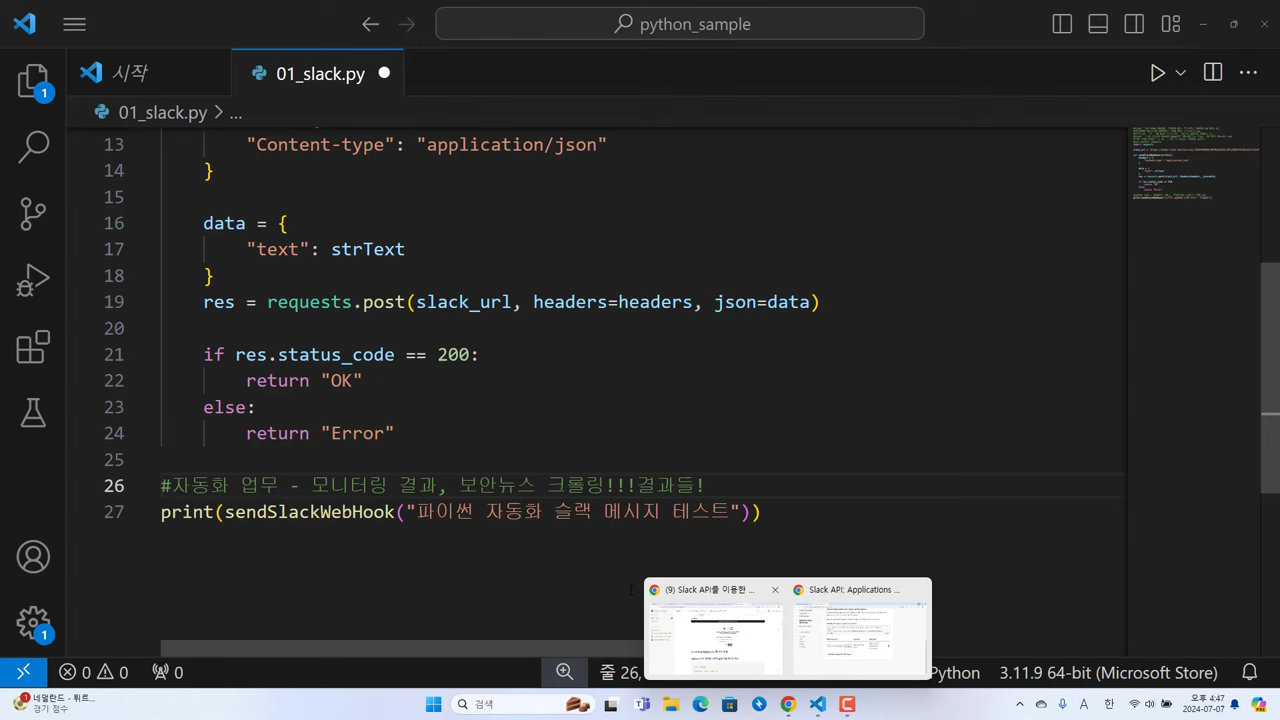 python_sample
시작
01_slack.py
1
01_slack.py > ...
13 "Content-type": "application/json"
14 }
15
16 data = {
17 "text": strText
18 }
19 res = requests.post(slack_url, headers=headers, json=data)
20
21 if res.status_code == 200:
22 return "OK"
23 else:
24 return "Error"
25
26 #자동화 업무 - 모니터링 결과, 보안뉴스 크롤링!!!결과들!
27 print(sendSlackWebHook("파이썬 자동화 슬랙 메시지 테스트"))
(9) Slack API를 이용한 ...
Slack API: Applications ...
1
0 0 0 줄 26, Python 3.11.9 64-bit (Microsoft Store)
네덜란드 - 튀르...
경기 점수
검색
A 한
오후 4:47
2024-07-07